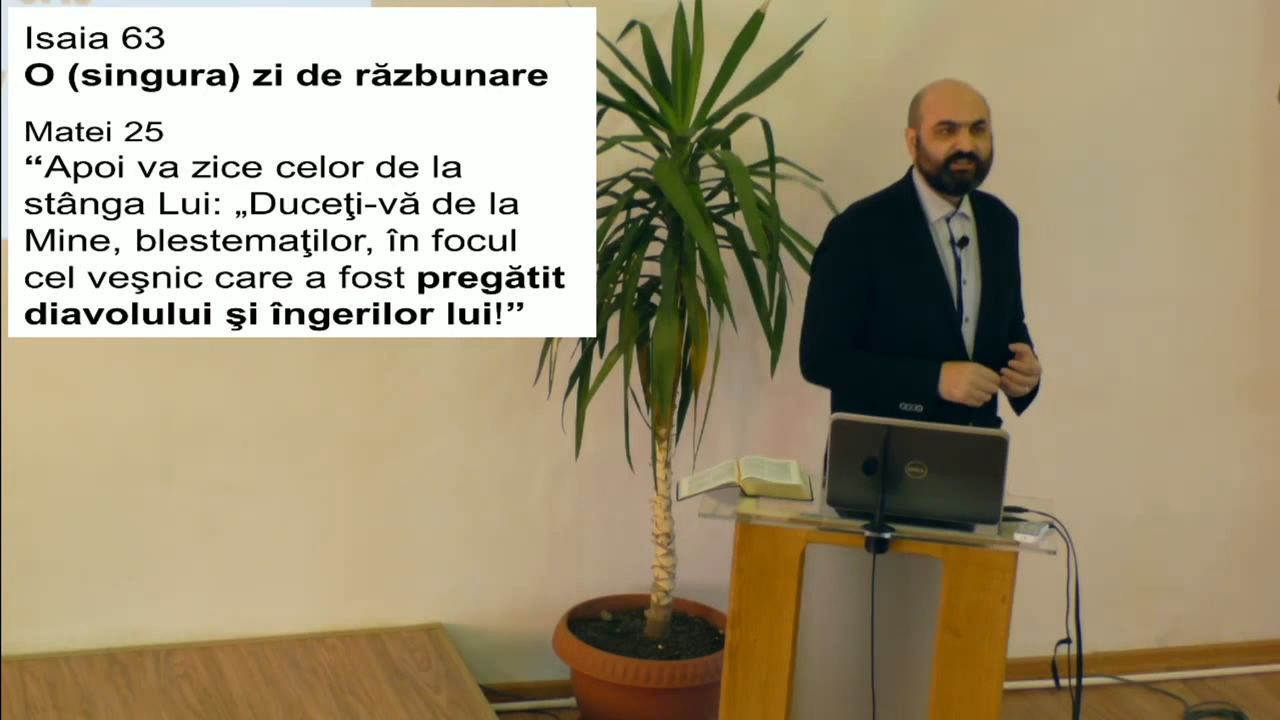 Isaia 63
O (singura) zi de răzbunare
Matei 25
“Apoi va zice celor de la
stânga Lui: „Duceţi-vă de la
Mine, blestemaţilor, în focul
cel veşnic care a fost pregătit
diavolului şi îngerilor lui!”
DELL